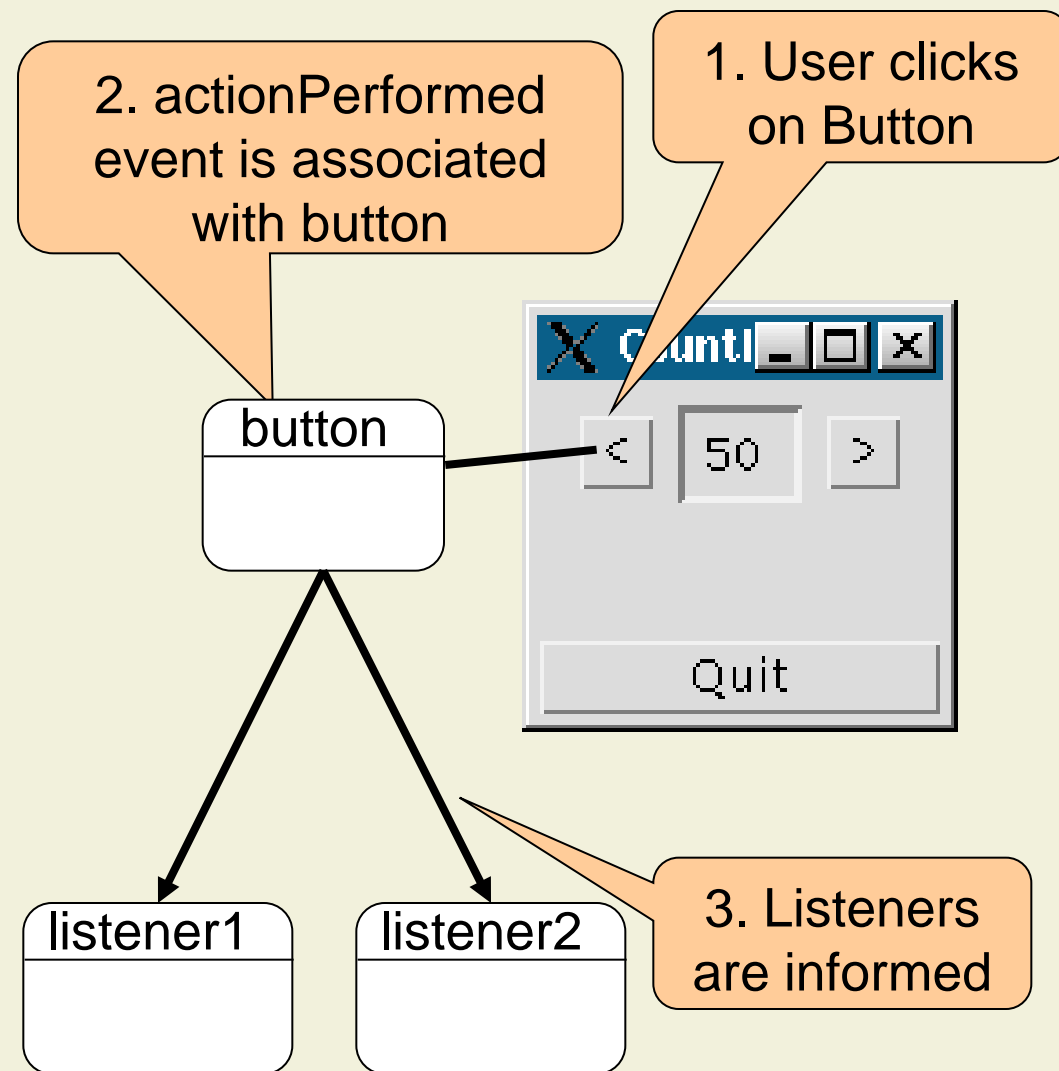 1. User clicks
on Button
2. actionPerformed
event is associated
with button
button
< 50 >
Quit
listener1
listener2
3. Listeners
are informed